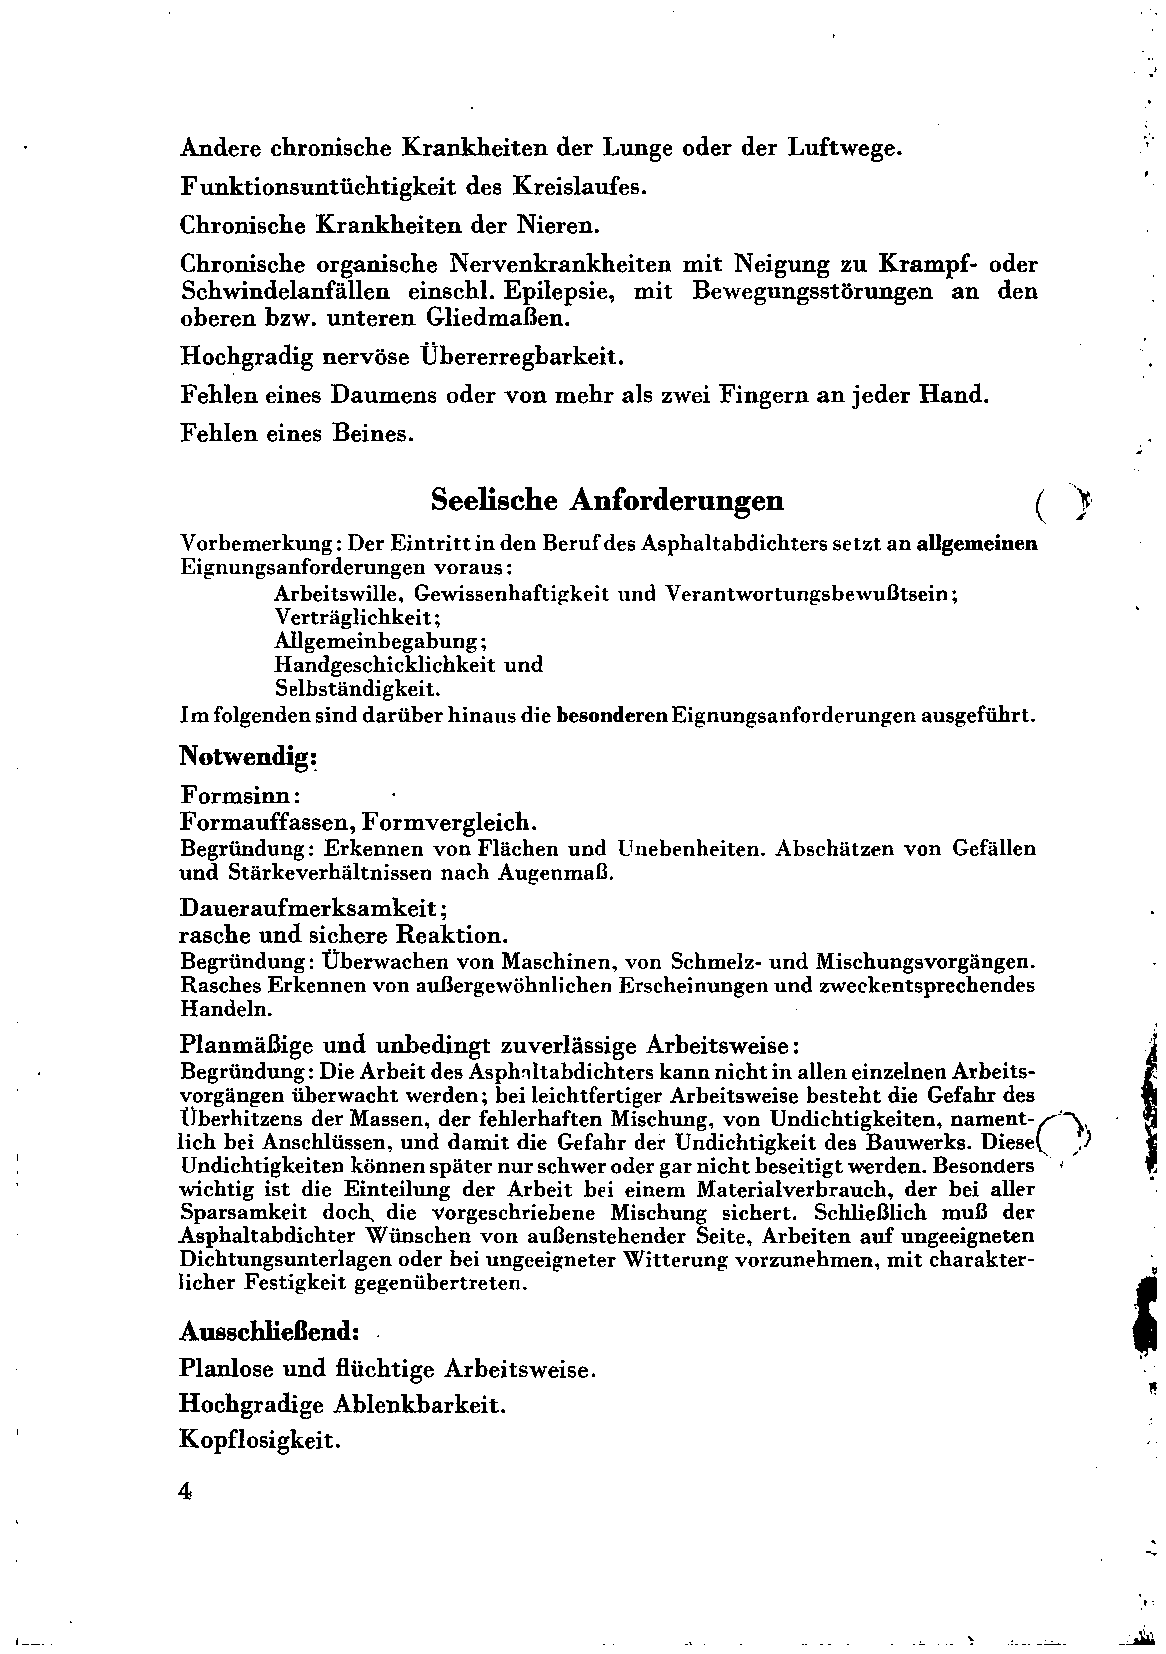 Andere chronische Krankheiten der Lunge oder der Luftwege.
Funktionsuntüchtigkeit des Kreislaufes.
Chronische Krankheiten der Nieren.
Chronische organische Nervenkrankheiten mit Neigung zu Krampf- oder
Schwindelanfällen einschl. Epilepsie, mit Bewegungsstörungen an den
oberen bzw. unteren Gliedmaßen.
Hochgradig nervöse Übererregbarkeit.
Fehlen eines Daumens oder von mehr als zwei Fingern an jeder Hand.
Fehlen eines Beines.
Seelische Anforderungen
Vorbemerkung: Der Eintritt in den Beruf des Asphaltabdichters setzt an allgemeinen
Eignungsanforderungen voraus:
Arbeitswille, Gewissenhaftigkeit und Verantwortungsbewußtsein;
Verträglichkeit;
Allgemeinbegabung;
Handgeschicklichkeit und
Selbständigkeit.
Im folgenden sind darüber hinaus die besonderen Eignungsanforderungen ausgeführt.
Notwendig:
Formsinn:
Formauffassen, Formvergleich.
Begründung: Erkennen von Flächen und Unebenheiten. Abschätzen von Gefällen
und Stärkeverhältnissen nach Augenmaß.
Daueraufmerksamkeit;
rasche und sichere Reaktion.
Begründung: Überwachen von Maschinen, von Schmelz- und Mischungsvorgängen.
Rasches Erkennen von außergewöhnlichen Erscheinungen und zweckentsprechendes
Handeln.
Planmäßige und unbedingt zuverlässige Arbeitsweise:
Begründung: Die Arbeit des Asphaltabdichters kann nicht in allen einzelnen Arbeits-
vorgängen überwacht werden; bei leichtfertiger Arbeitsweise besteht die Gefahr des
Überhitzens der Massen, der fehlerhaften Mischung, von Undichtigkeiten, nament-
lich bei Anschlüssen, und damit die Gefahr der Undichtigkeit des Bauwerks. Diese
Undichtigkeiten können später nur schwer oder gar nicht beseitigt werden. Besonders
wichtig ist die Einteilung der Arbeit bei einem Materialverbrauch, der bei aller
Sparsamkeit doch die vorgeschriebene Mischung sichert. Schließlich muß der
Asphaltabdichter Wünschen von außenstehender Seite, Arbeiten auf ungeeigneten
Dichtungsunterlagen oder bei ungeeigneter Witterung vorzunehmen, mit charakter-
licher Festigkeit gegenübertreten.
Ausschließend:
Planlose und flüchtige Arbeitsweise.
Hochgradige Ablenkbarkeit.
Kopflosigkeit.
4